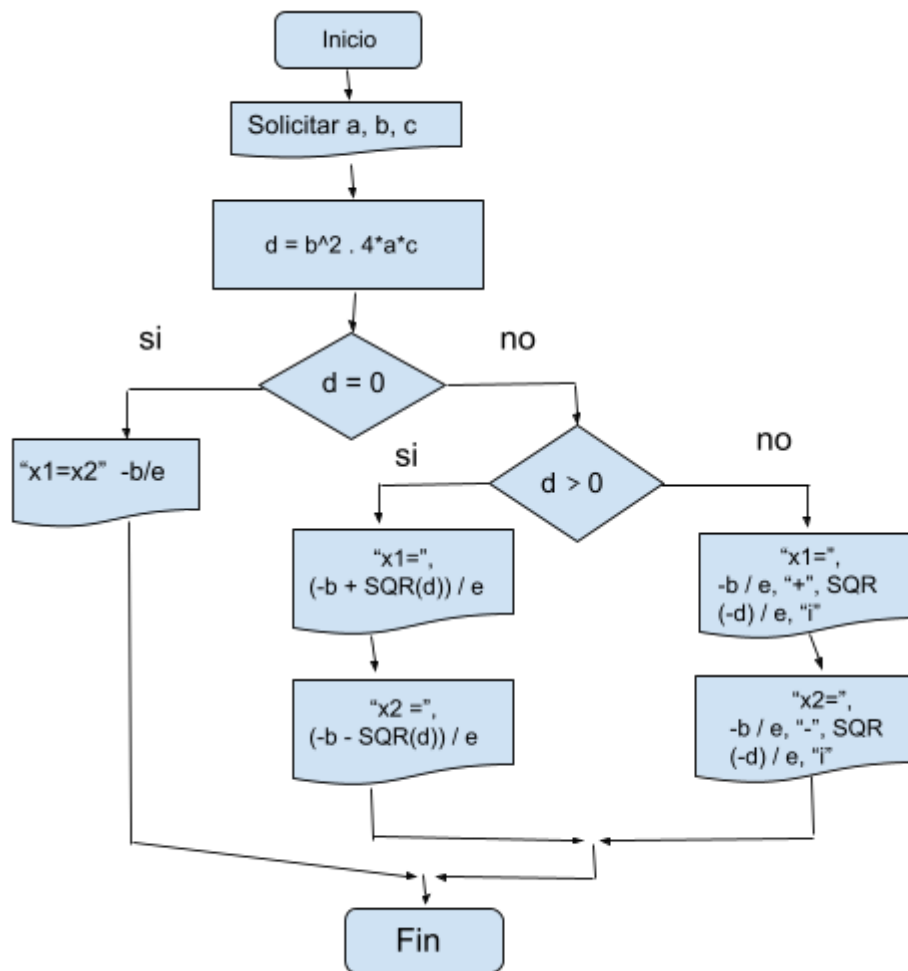 Inicio
Solicitar a, b, c
d = b^2 . 4*a*c
si
no
d = 0
“x1=x2” -b/e
si
no
d > 0
“x1=”,
(-b + SQR(d)) / e
“x1=”,
-b / e, “+”, SQR
(-d) / e, “i”
“x2 =”,
(-b - SQR(d)) / e
“x2=”,
-b / e, “-”, SQR
(-d) / e, “i”
Fin